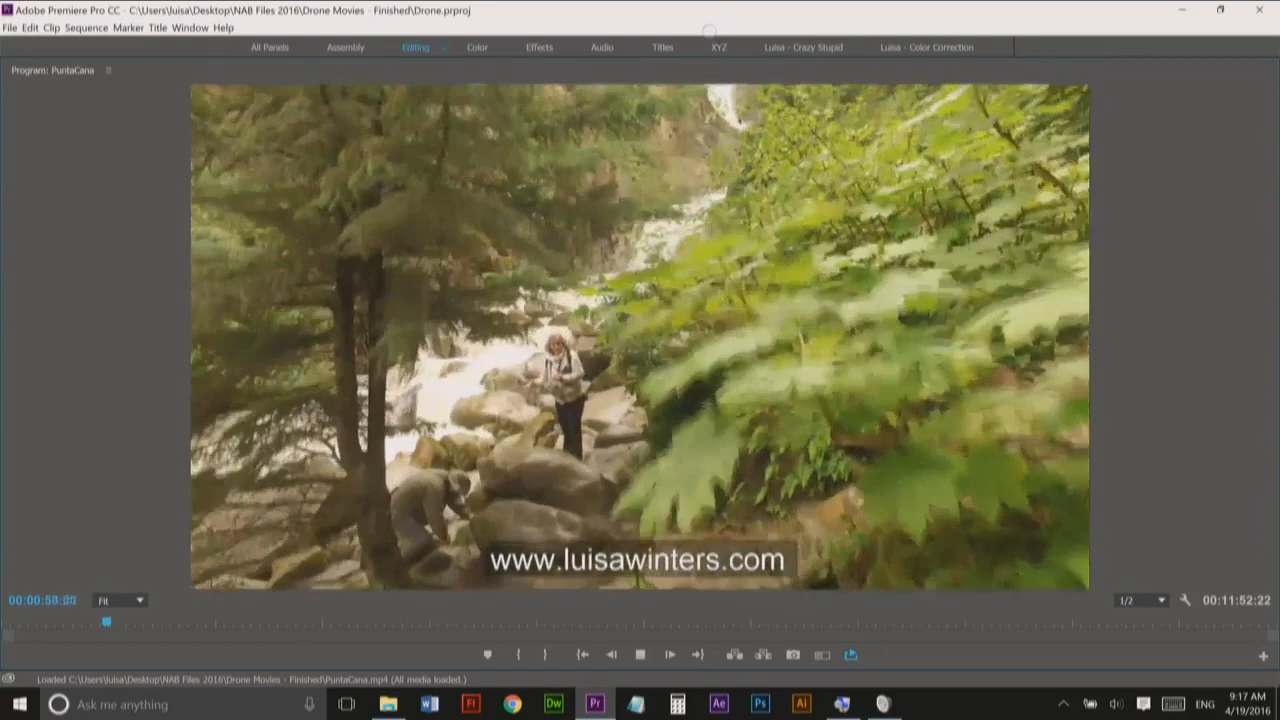 Adobe Premiere Pro CC - C:\Users\luisa\Desktop\NAB Files 2016\Drone Movies - Finished\Drone.prproj
File Edit Clip Sequence Marker Title Window Help
All Panels Assembly Editing Color Effects Audio Titles XYZ Luisa - Crazy Stupid Luisa - Color Correction
Program: PuntaCana
www.luisawinters.com
Fit 1/2 00:11:52:22
Loaded C:\Users\luisa\Desktop\NAB Files 2016\Drone Movies - Finished\PuntaCana.mp4 (All media loaded.)
Ask me anything
ENG
9:17 AM
4/19/2016